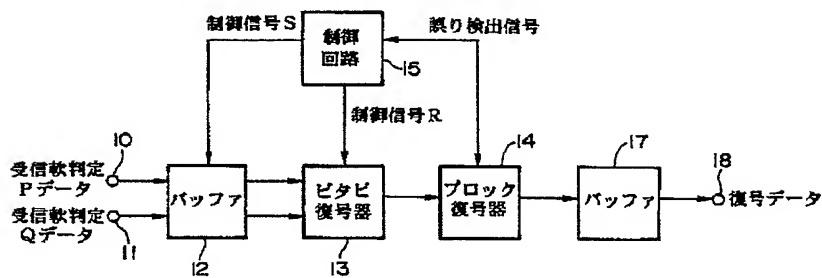 制御信号S
制御
回路
誤り検出信号
15
制御信号R
10
受信軟判定
Pデータ
受信軟判定
Qデータ
11
バッファ
12
ビタビ
復号器
13
14
ブロック
復号器
17
バッファ
18
復号データ